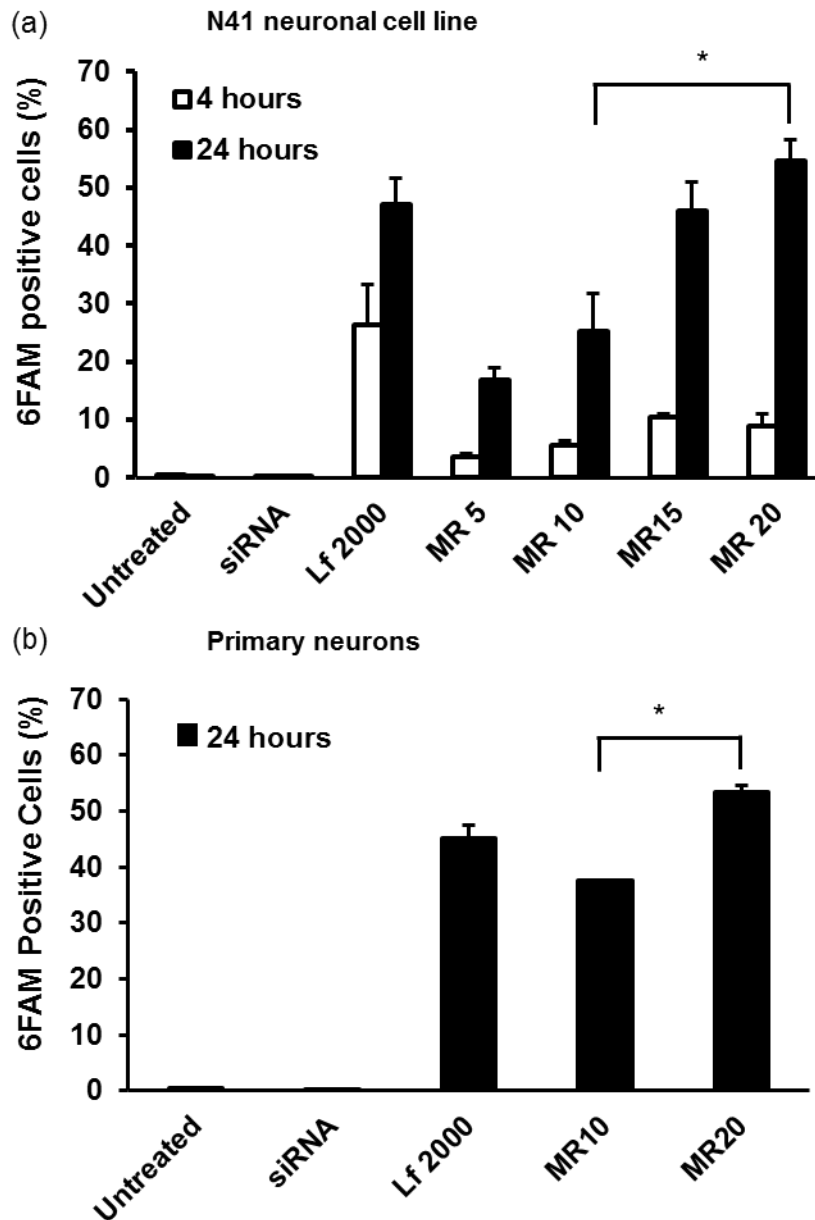 (a) N41 neuronal cell line
6FAM positive cells (%)
70
60
50
40
30
20
10
0
4 hours
24 hours
*
Untreated
siRNA
Lf 2000
MR 5
MR 10
MR15
MR 20
(b) Primary neurons
6FAM Positive Cells (%)
70
60
50
40
30
20
10
0
24 hours
*
Untreated
siRNA
Lf 2000
MR10
MR20